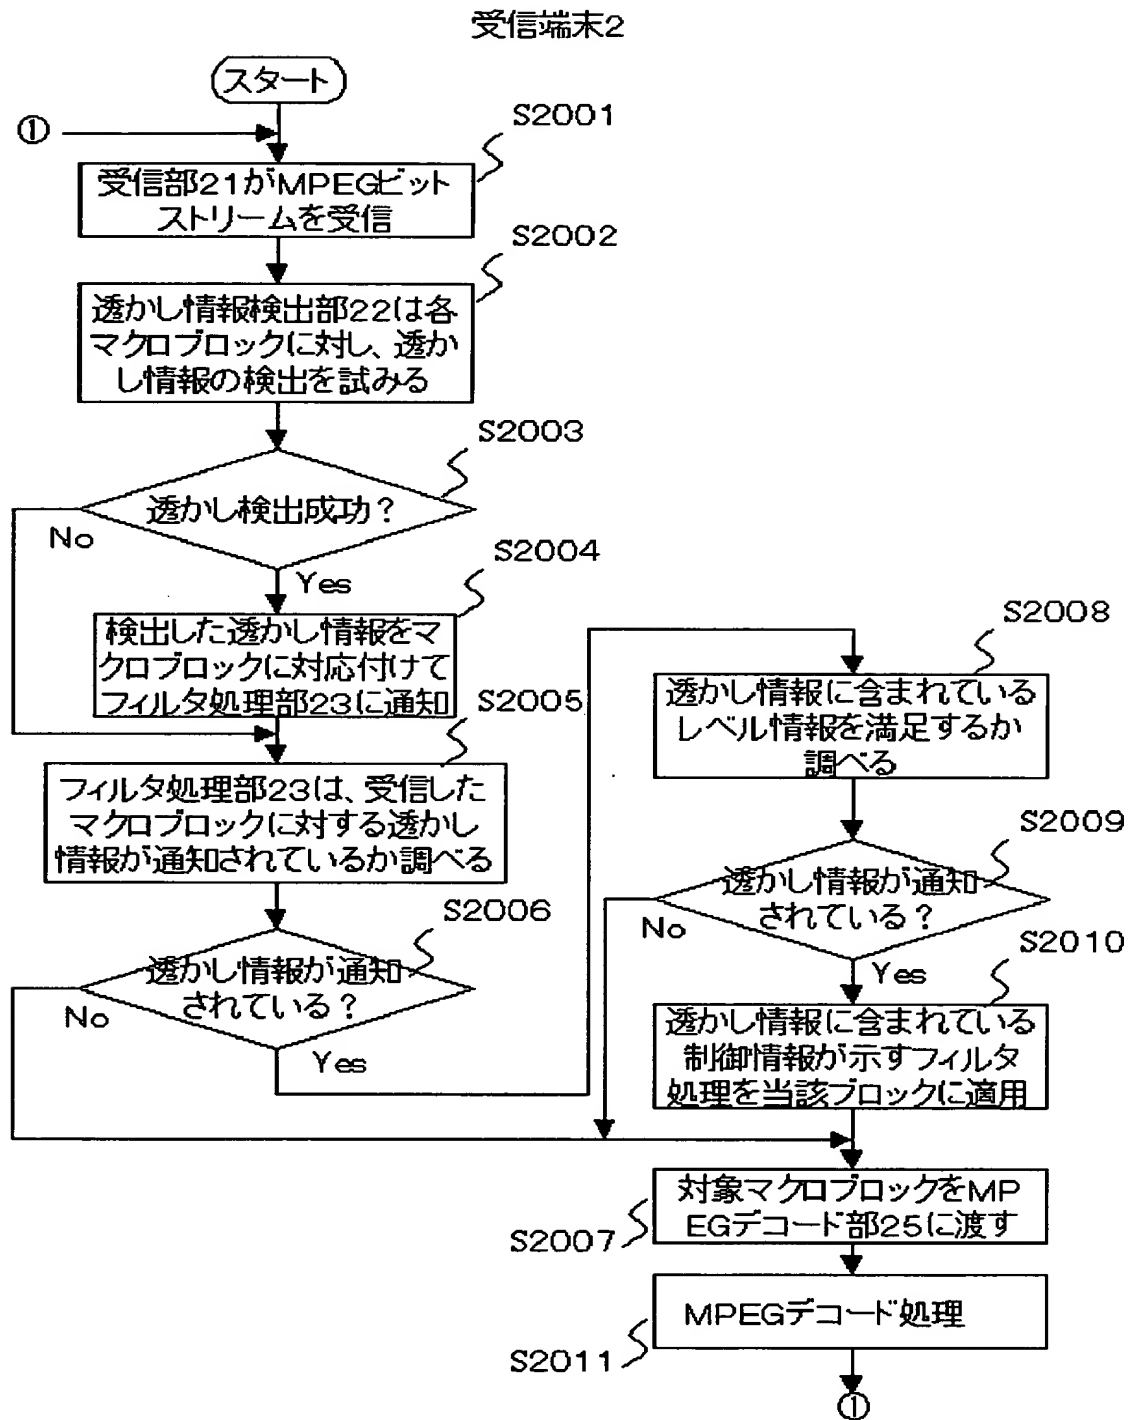 受信端末2
スタート
①
S2001
受信部21がMPEGビット
ストリームを受信
S2002
透かし情報検出部22は各
マクロブロックに対し、透か
し情報の検出を試みる
S2003
透かし検出成功？
No
Yes
S2004
検出した透かし情報をマ
クロブロックに対応付けて
フィルタ処理部23に通知
S2005
フィルタ処理部23は、受信した
マクロブロックに対する透かし
情報が通知されているか調べる
S2006
透かし情報が通知
されている？
No
Yes
S2008
透かし情報に含まれている
レベル情報を満足するか
調べる
S2009
透かし情報が通知
されている？
No
Yes
S2010
透かし情報に含まれている
制御情報が示すフィルタ
処理を当該ブロックに適用
対象マクロブロックをMP
EGデコード部25に渡す
S2007
MPEGデコード処理
S2011
①